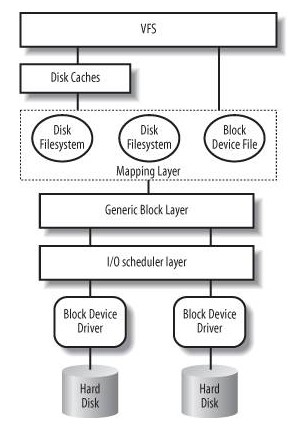 VFS
Disk Caches
Disk
Filesystem
Disk
Filesystem
Block
Device File
Mapping Layer
Generic Block Layer
I/O scheduler layer
Block Device
Driver
Block Device
Driver
Hard
Disk
Hard
Disk